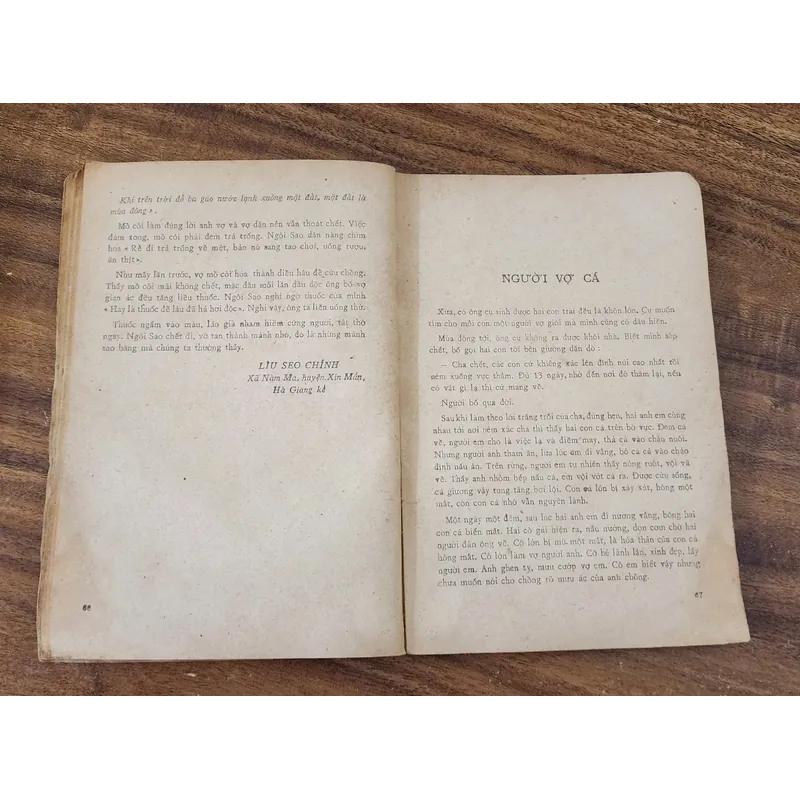 Khi trên trời đổ ba gáo nước lạnh xuống mặt đất, mặt đất là
mùa đông».
Mồ côi làm đúng lời anh vợ và vợ dặn nên vẫn thoát chết. Việc
đám xong, mồ côi phải đem trả trống. Ngôi Sao dặn nàng chim
hoa « Rể đi trả trống về mệt, bản nó sang tao chơi, uống rượu,
ăn thịt».
Như mấy lần trước, vợ mồ côi hóa thành diều hâu để cứu chồng.
Thấy mồ côi mãi không chết, mặc dầu mỗi lần đầu độc ông bố vợ
gian ác đều tăng liều thuốc. Ngôi Sao nghi ngờ thuốc của mình
« Hay là thuốc để lâu đã hả hơi độc». Nghĩ vậy, ông ta liền uống thử.
Thuốc ngấm vào máu, lão già nham hiểm cứng người, tắt thở
ngay. Ngôi Sao chết đi, vỡ tan thành mảnh nhỏ, đó là những mảnh
sao băng mà chúng ta thường thấy.
LÌU SEO CHỈNH
Xã Nàm Ma, huyện Xín Mần,
Hà Giang kể
66
NGƯỜI VỢ CÁ
Xưa, có ông cụ sinh được hai con trai đều là khôn lớn. Cụ muốn
tìm cho mỗi con một người vợ giỏi mà mình cũng có dâu hiền.
Mùa đông tới, ông cụ không ra được khỏi nhà. Biết mình sắp
chết, bố gọi hai con tới bên giường dặn dò :
— Cha chết, các con cứ khiêng xác lên đỉnh núi cao nhất rồi
ném xuống vực thẳm. Đủ 13 ngày, nhớ đến nơi đó thăm lại, nếu
có vật gì lạ thì cứ mang về.
Người bố qua đời.
Sau khi làm theo lời trăng trối của cha, đúng hẹn, hai anh em cùng
nhau tới nơi ném xác cha thì thấy hai con cá trên bờ vực. Đem cá
về, người em cho là việc lạ và điềm may, thả cá vào chậu nuôi.
Nhưng người anh tham ăn, lừa lúc em đi vắng, bỏ cá vào chảo
định nấu ăn. Trên rừng, người em tự nhiên thấy nóng ruột, vội vã
về. Thấy anh nhóm bếp nấu cá, em vội vớt cá ra. Được cứu sống,
cá giương vây tung tăng bơi lội. Con cá lớn bị xây xát, hỏng một
mắt, còn con cá nhỏ vẫn nguyên lành.
Một ngày một đêm, sau lúc hai anh em đi nương vắng, bỗng hai
con cá biến mất. Hai cô gái hiện ra, nấu nướng, dọn cơm chờ hai
người đàn ông về. Cô lớn bị mù một mắt, là hóa thân của con cá
hỏng mắt. Cô lớn làm vợ người anh. Cô bé lành lặn, xinh đẹp, lấy
người em. Anh ghen tỵ, mưu cướp vợ em. Cô em biết vậy nhưng
chưa muốn nói cho chồng rõ mưu ác của anh chồng.
67